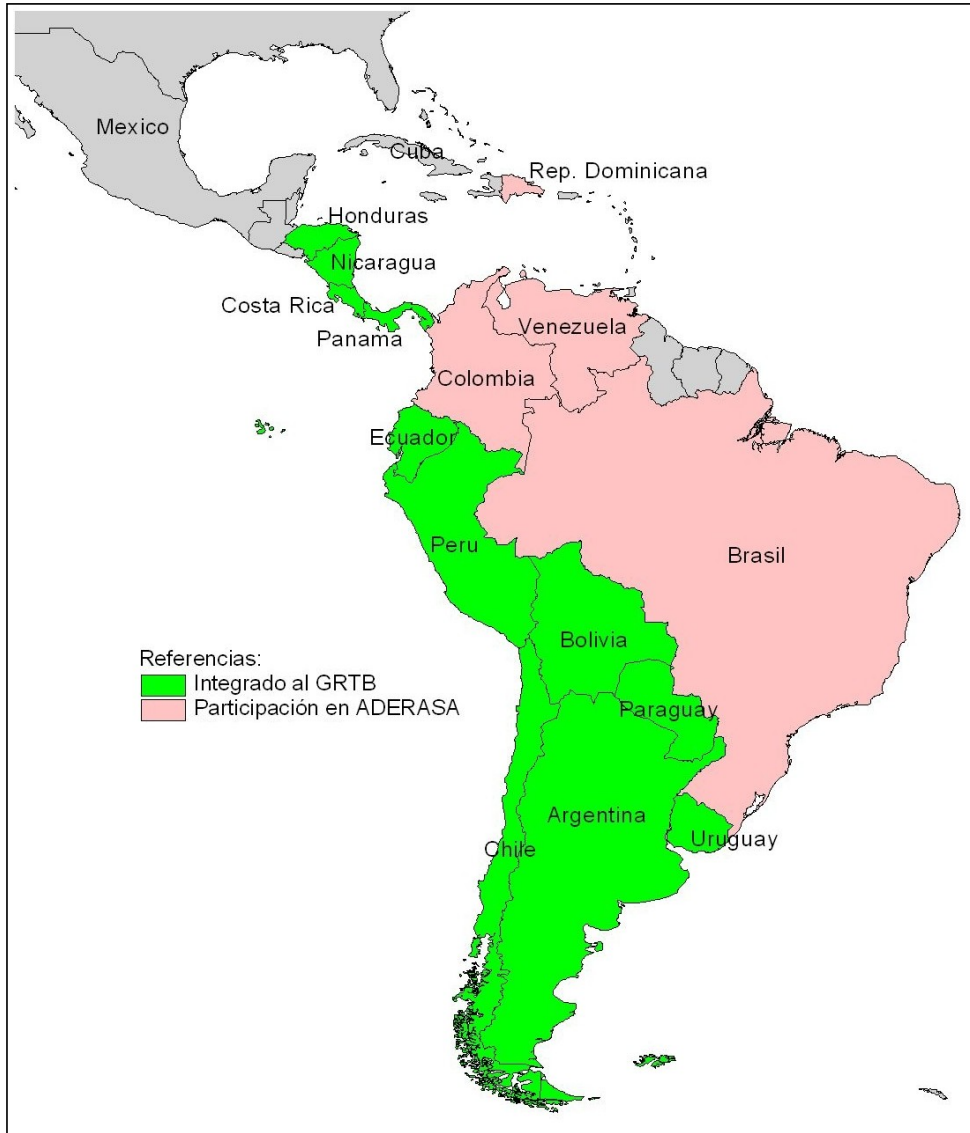 Mexico
Cuba
Rep. Dominicana
Honduras
Nicaragua
Costa Rica
Panama
Venezuela
Colombia
Ecuador
Peru
Brasil
Bolivia
Referencias:
Integrado al GRTB
Participación en ADERASA
Paraguay
Argentina
Uruguay
Chile